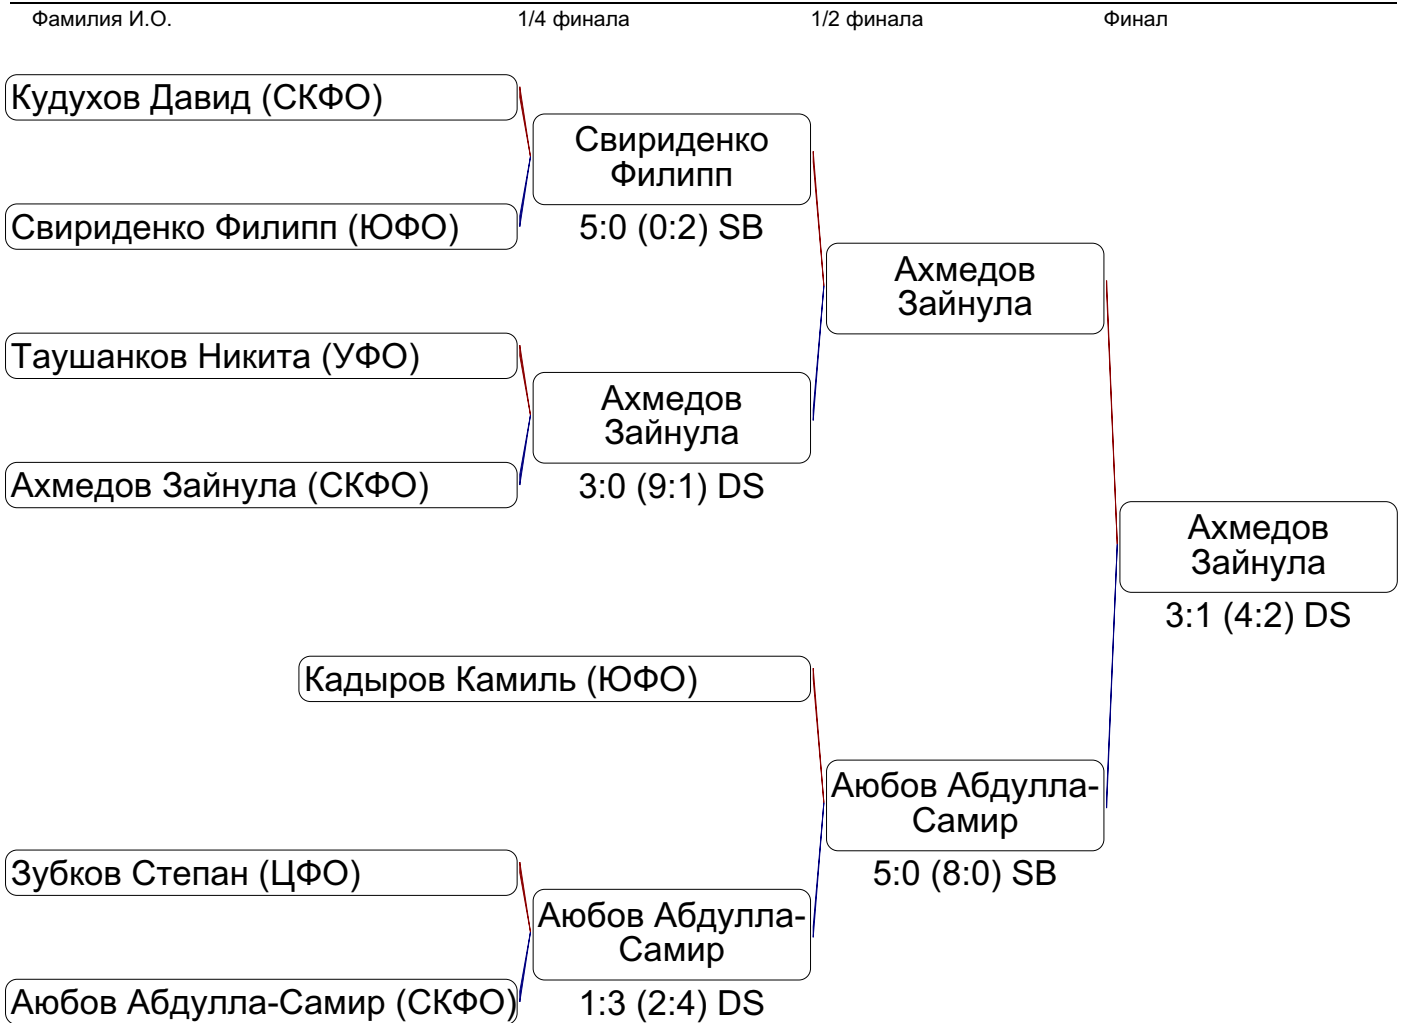 Фамилия И.О. 1/4 финала 1/2 финала Финал
Кудухов Давид (СКФО)
Свириденко
Филипп
Свириденко Филипп (ЮФО)
5:0 (0:2) SB
Ахмедов
Зайнула
Таушанков Никита (УФО)
Ахмедов
Зайнула
Ахмедов Зайнула (СКФО)
3:0 (9:1) DS
Ахмедов
Зайнула
3:1 (4:2) DS
Кадыров Камиль (ЮФО)
Аюбов Абдулла-
Самир
5:0 (8:0) SB
Зубков Степан (ЦФО)
Аюбов Абдулла-
Самир
Аюбов Абдулла-Самир (СКФО)
1:3 (2:4) DS